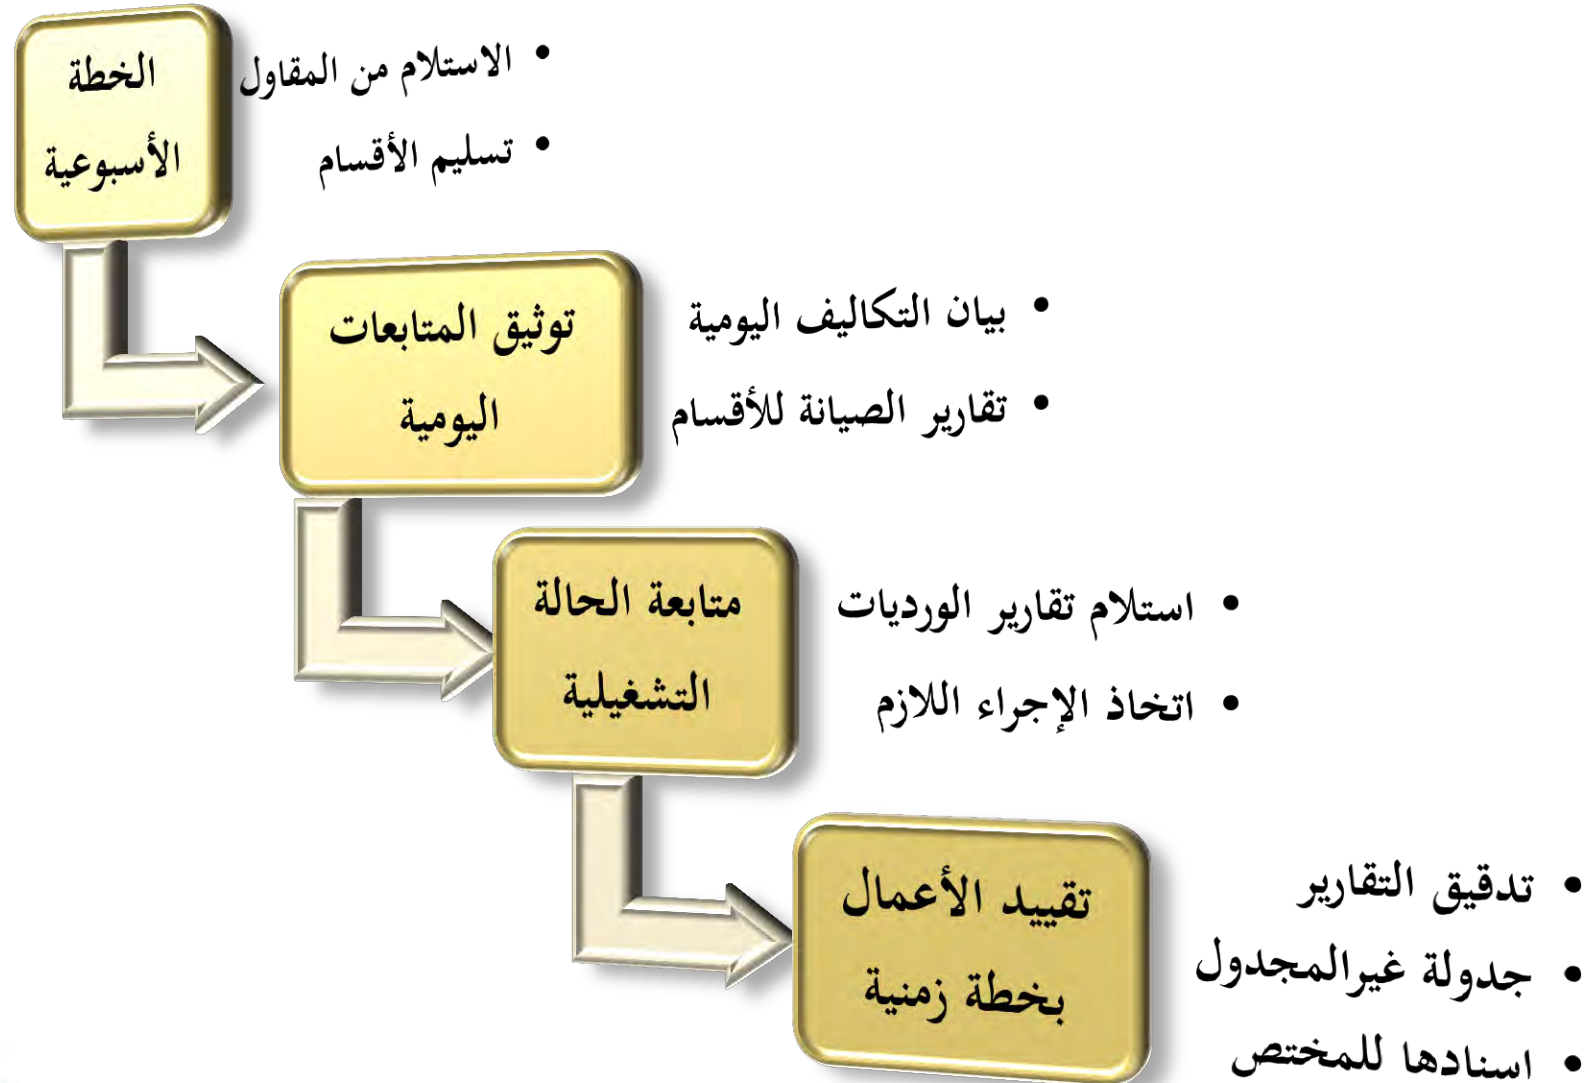 الخطة
الأسبوعية
• الاستلام من المقاول
• تسليم الأقسام
توثيق المتابعات
اليومية
• بيان التكاليف اليومية
• تقارير الصيانة للأقسام
متابعة الحالة
التشغيلية
• استلام تقارير الورديات
• اتخاذ الإجراء اللازم
تقييد الأعمال
بخطة زمنية
• تدقيق التقارير
• جدولة غيرالمجدول
• اسنادها للمختص